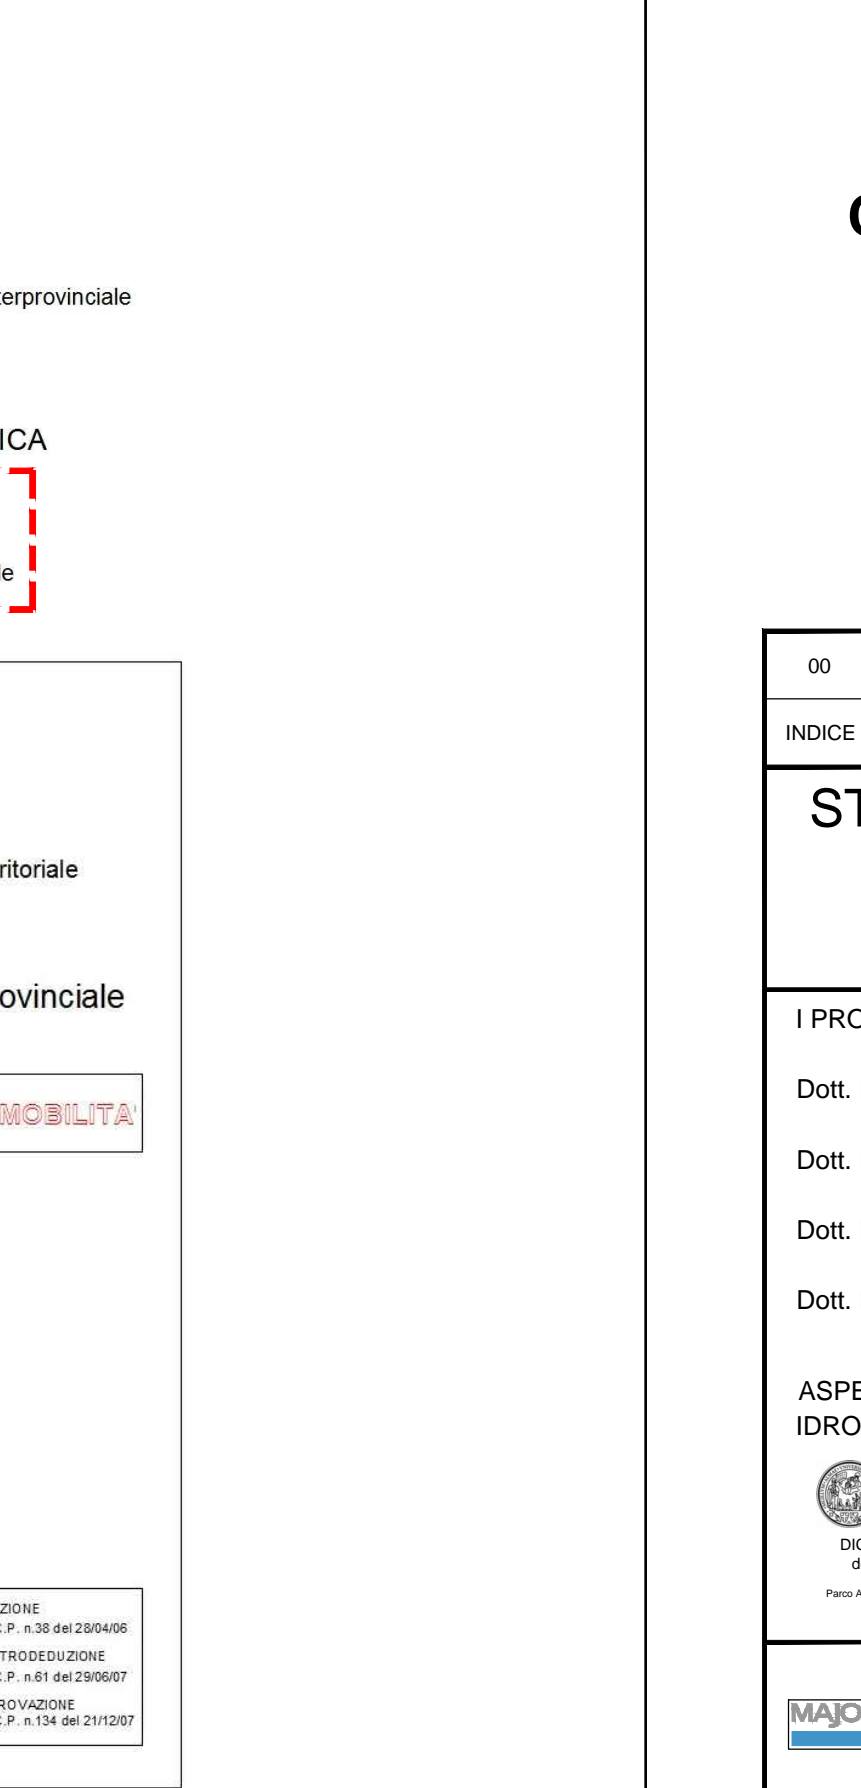 terprovinciale
ICA
le
ritoriale
ovinciale
MOBILITA'
ZIONE
C.P. n.38 del 28/04/06
TRODEDUZIONE
C.P. n.61 del 29/06/07
ROVAZIONE
C.P. n.134 del 21/12/07
00
INDICE
ST
I PRO
Dott.
Dott.
Dott.
Dott.
ASPE
IDRO
DIC
d
Parco A
MAJO